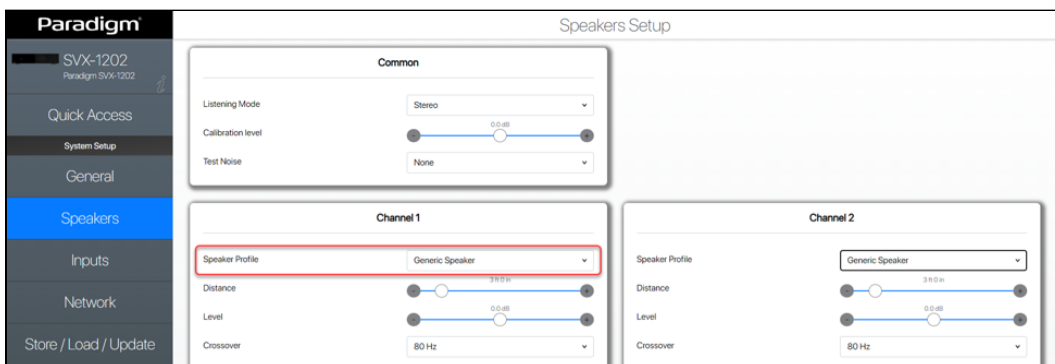 Paradigm
Speakers Setup
SVX-1202
Paradigm SVX-1202
Quick Access
System Setup
General
Speakers
Inputs
Network
Store / Load / Update
Common
Listening Mode
Stereo
Calibration level
0.0 dB
Test Noise
None
Channel 1
Speaker Profile
Generic Speaker
Distance
3 ft 0 in
Level
0.0 dB
Crossover
80 Hz
Channel 2
Speaker Profile
Generic Speaker
Distance
3 ft 0 in
Level
0.0 dB
Crossover
80 Hz